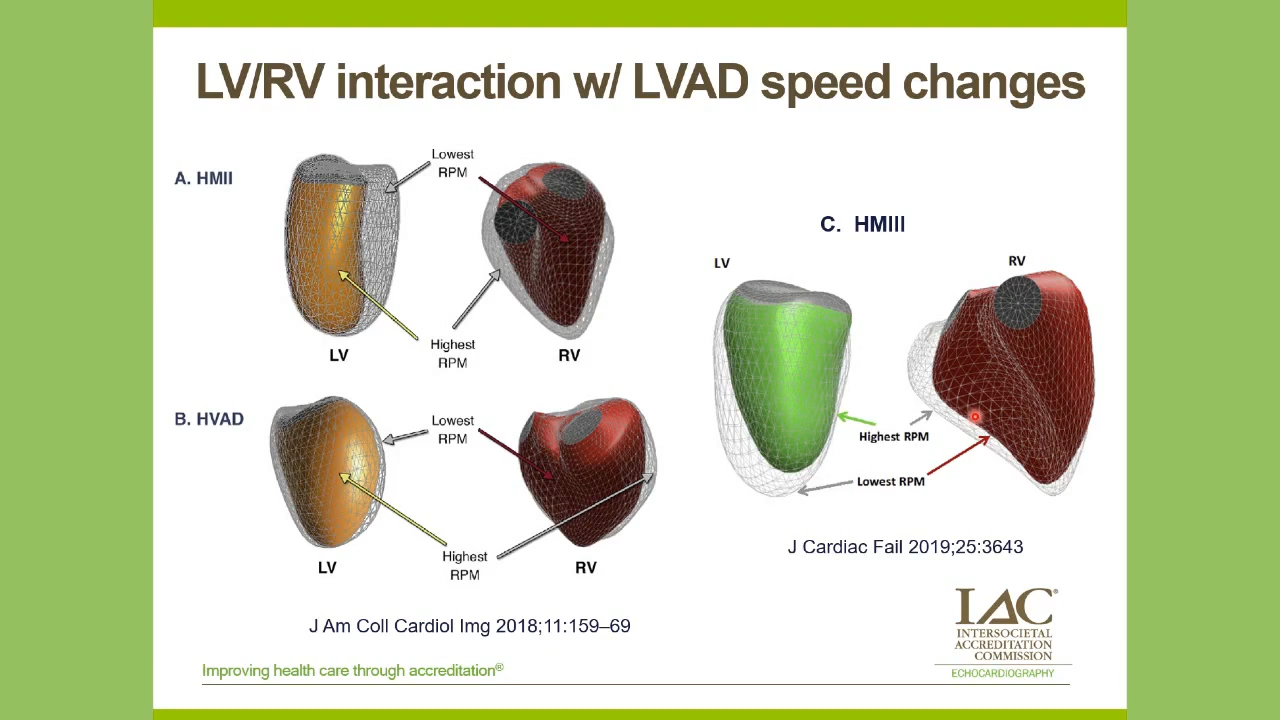 LV/RV interaction w/ LVAD speed changes
A. HMII
Lowest
RPM
Highest
RPM
LV
RV
B. HVAD
Lowest
RPM
Highest
RPM
LV
RV
J Am Coll Cardiol Img 2018;11:159–69
C. HMIII
LV
RV
Highest RPM
Lowest RPM
J Cardiac Fail 2019;25:3643
IAC®
INTERSOCIETAL
ACCREDITATION
COMMISSION
ECHOCARDIOGRAPHY
Improving health care through accreditation®